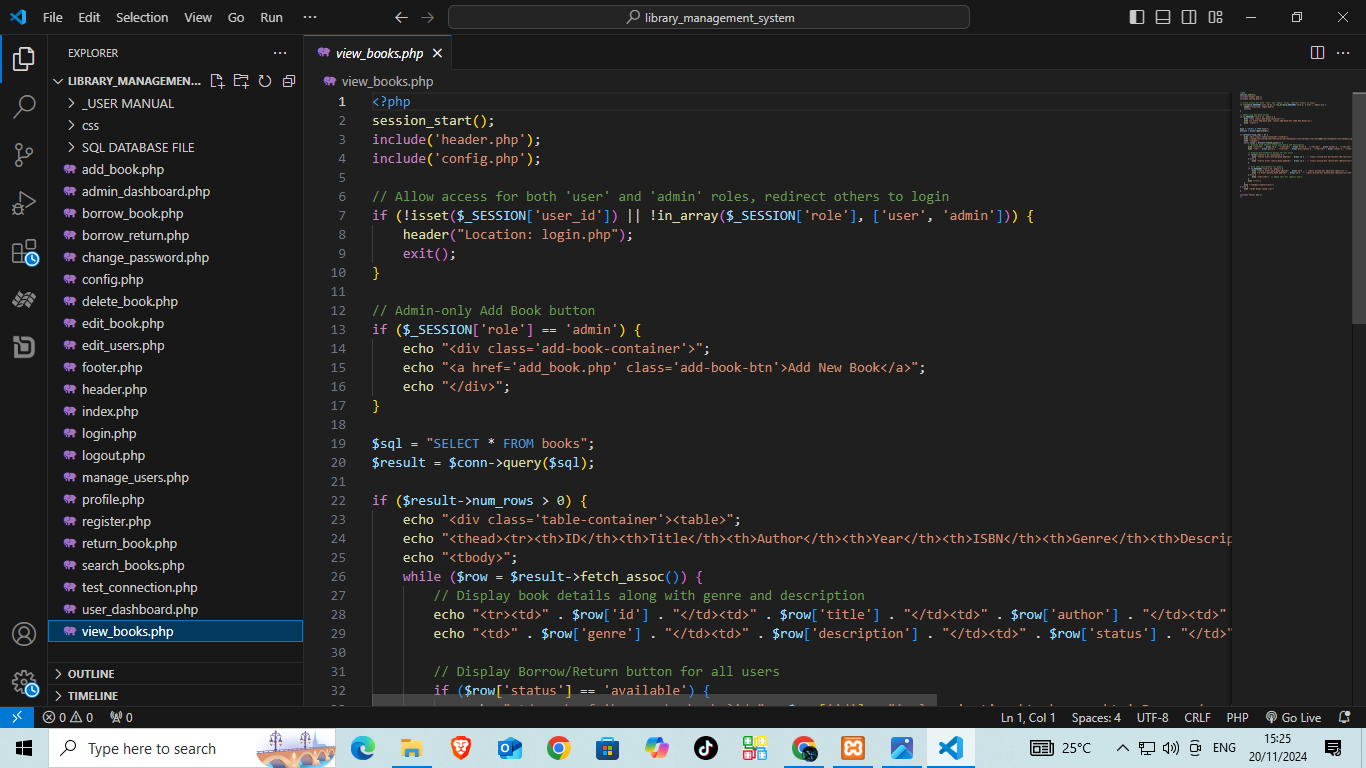 File Edit Selection View Go Run ··· library_management_system
EXPLORER ···
LIBRARY_MANAGEMEN...
_USER MANUAL
css
SQL DATABASE FILE
add_book.php
admin_dashboard.php
borrow_book.php
borrow_return.php
change_password.php
config.php
delete_book.php
edit_book.php
edit_users.php
footer.php
header.php
index.php
login.php
logout.php
manage_users.php
profile.php
register.php
return_book.php
search_books.php
test_connection.php
user_dashboard.php
view_books.php
OUTLINE
TIMELINE
view_books.php
view_books.php
1 <?php
2 session_start();
3 include('header.php');
4 include('config.php');
5
6 // Allow access for both 'user' and 'admin' roles, redirect others to login
7 if (!isset($_SESSION['user_id']) || !in_array($_SESSION['role'], ['user', 'admin'])) {
8     header("Location: login.php");
9     exit();
10 }
11
12 // Admin-only Add Book button
13 if ($_SESSION['role'] == 'admin') {
14     echo "<div class='add-book-container'>";
15     echo "<a href='add_book.php' class='add-book-btn'>Add New Book</a>";
16     echo "</div>";
17 }
18
19 $sql = "SELECT * FROM books";
20 $result = $conn->query($sql);
21
22 if ($result->num_rows > 0) {
23     echo "<div class='table-container'><table>";
24     echo "<thead><tr><th>ID</th><th>Title</th><th>Author</th><th>Year</th><th>ISBN</th><th>Genre</th><th>Descrip
25     echo "<tbody>";
26     while ($row = $result->fetch_assoc()) {
27         // Display book details along with genre and description
28         echo "<tr><td>" . $row['id'] . "</td><td>" . $row['title'] . "</td><td>" . $row['author'] . "</td><td>"
29         echo "<td>" . $row['genre'] . "</td><td>" . $row['description'] . "</td><td>" . $row['status'] . "</td>"
30
31         // Display Borrow/Return button for all users
32         if ($row['status'] == 'available') {
0 0 0 Ln 1, Col 1 Spaces: 4 UTF-8 CRLF PHP Go Live
Type here to search 25°C ENG 15:25
20/11/2024